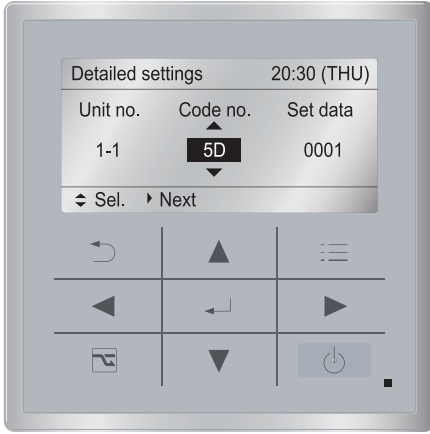 Detailed settings 20:30 (THU)
Unit no. Code no. Set data
1-1 5D 0001
Sel. Next